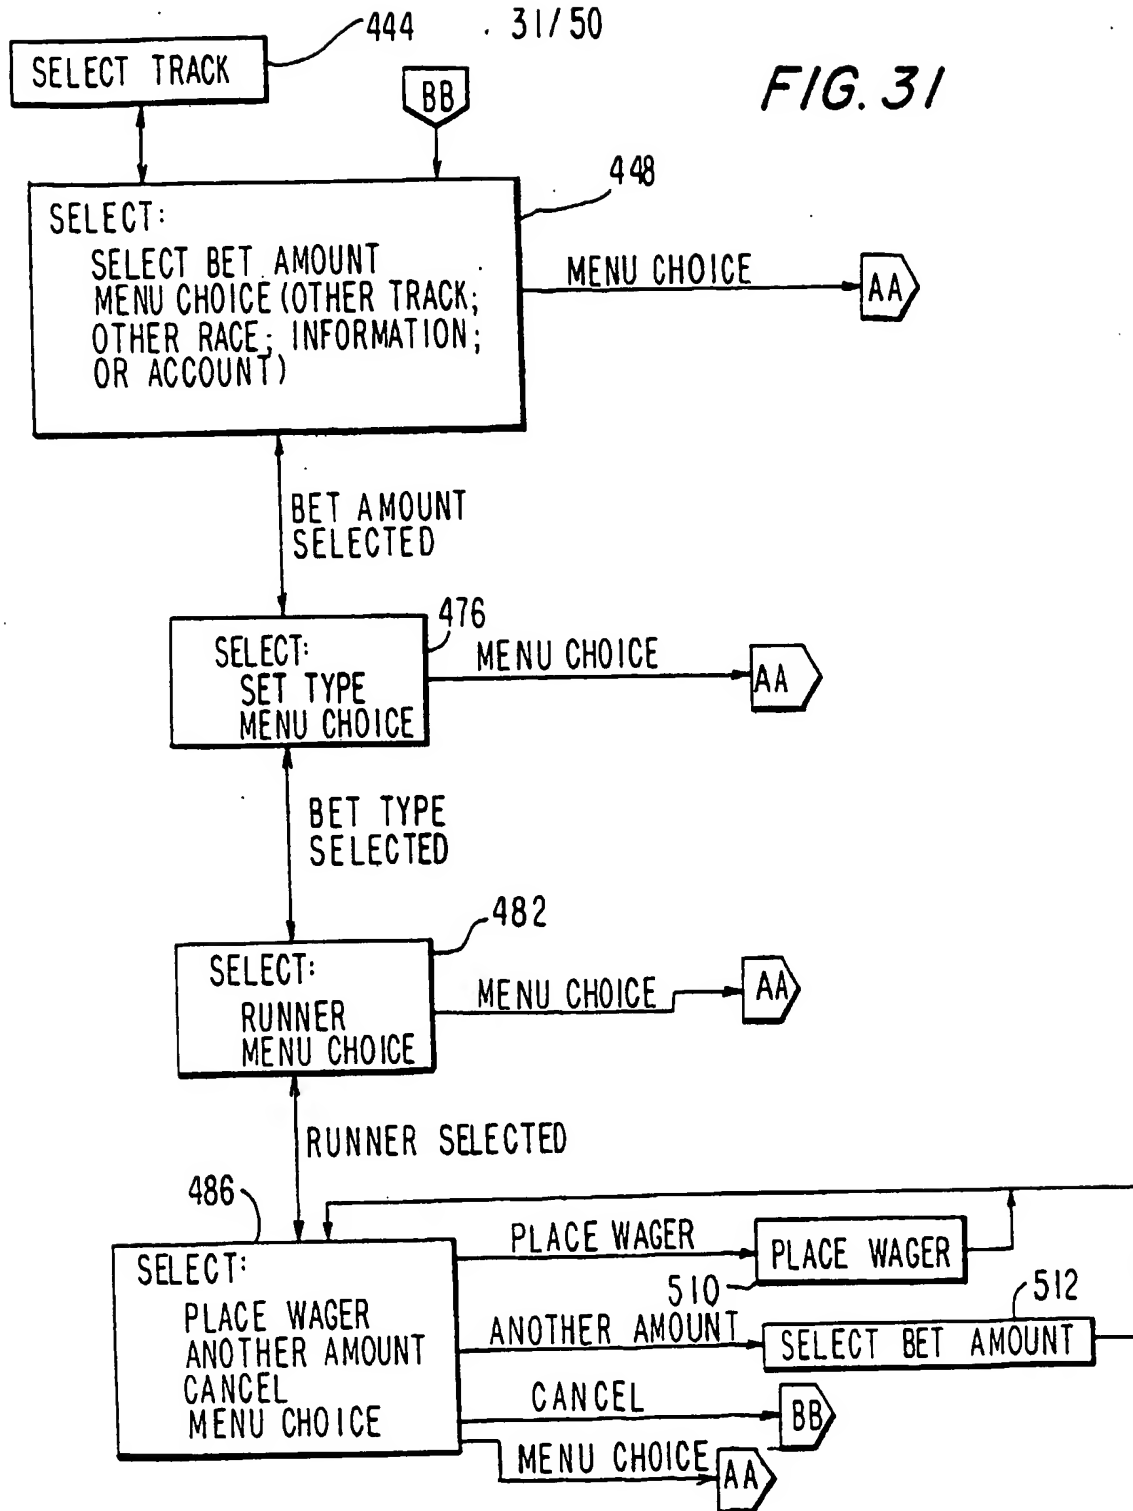 444
31/50
SELECT TRACK
BB
FIG. 31
448
SELECT:
SELECT BET AMOUNT
MENU CHOICE (OTHER TRACK;
OTHER RACE; INFORMATION;
OR ACCOUNT)
MENU CHOICE
AA
BET AMOUNT
SELECTED
476
SELECT:
SET TYPE
MENU CHOICE
MENU CHOICE
AA
BET TYPE
SELECTED
482
SELECT:
RUNNER
MENU CHOICE
MENU CHOICE
AA
RUNNER SELECTED
486
SELECT:
PLACE WAGER
ANOTHER AMOUNT
CANCEL
MENU CHOICE
PLACE WAGER
PLACE WAGER
510
512
ANOTHER AMOUNT
SELECT BET AMOUNT
CANCEL
BB
MENU CHOICE
AA